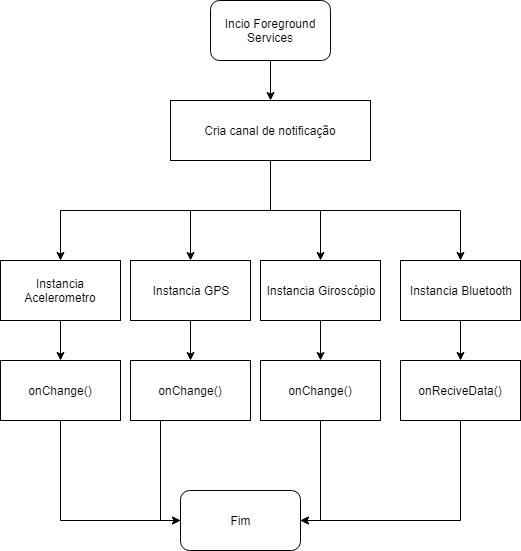 Incio Foreground
Services
Cria canal de notificação
Instancia
Acelerometro
Instancia GPS
Instancia Giroscópio
Instancia Bluetooth
onChange()
onChange()
onChange()
onReciveData()
Fim